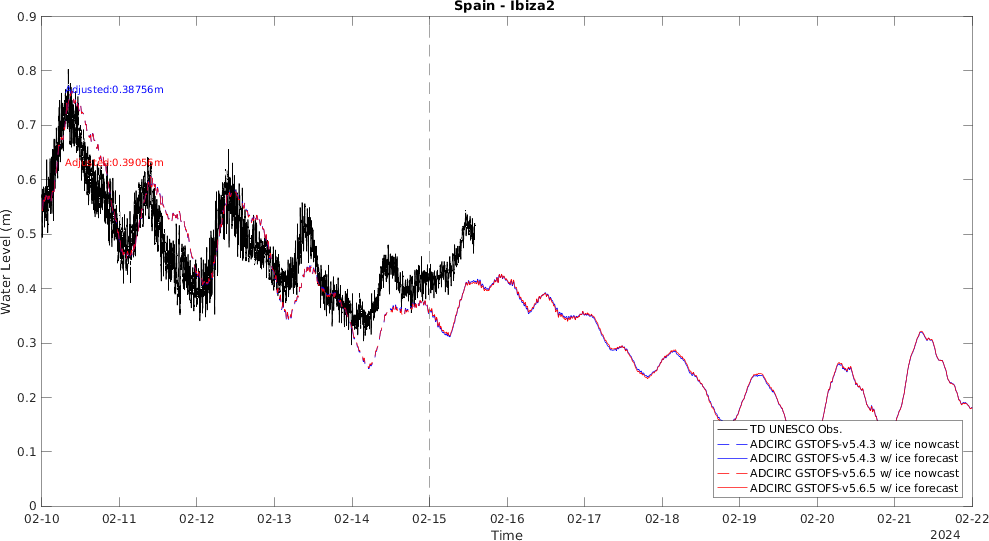 Spain - Ibiza2
0.9
0.8
0.7
0.6
0.5
0.4
0.3
0.2
0.1
0
Water Level (m)
Adjusted:0.38756m
Adjusted:0.39055m
TD UNESCO Obs.
ADCIRC GSTOFS-v5.4.3 w/ ice nowcast
ADCIRC GSTOFS-v5.4.3 w/ ice forecast
ADCIRC GSTOFS-v5.6.5 w/ ice nowcast
ADCIRC GSTOFS-v5.6.5 w/ ice forecast
02-10 02-11 02-12 02-13 02-14 02-15 02-16 02-17 02-18 02-19 02-20 02-21 02-22
Time
2024